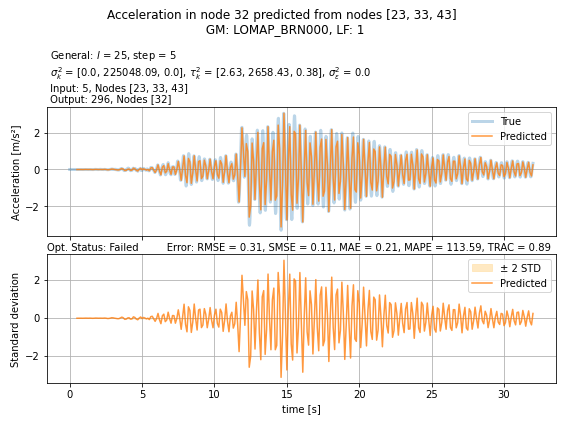 Acceleration in node 32 predicted from nodes [23, 33, 43]
GM: LOMAP_BRN000, LF: 1
General: l = 25, step = 5
σ²ₖ = [0.0, 225048.09, 0.0], τ²ₖ = [2.63, 2658.43, 0.38], σ²ₑ = 0.0
Input: 5, Nodes [23, 33, 43]
Output: 296, Nodes [32]
Acceleration [m/s²]
2
0
−2
True
Predicted
Opt. Status: Failed Error: RMSE = 0.31, SMSE = 0.11, MAE = 0.21, MAPE = 113.59, TRAC = 0.89
Standard deviation
2
0
−2
± 2 STD
Predicted
0 5 10 15 20 25 30
time [s]